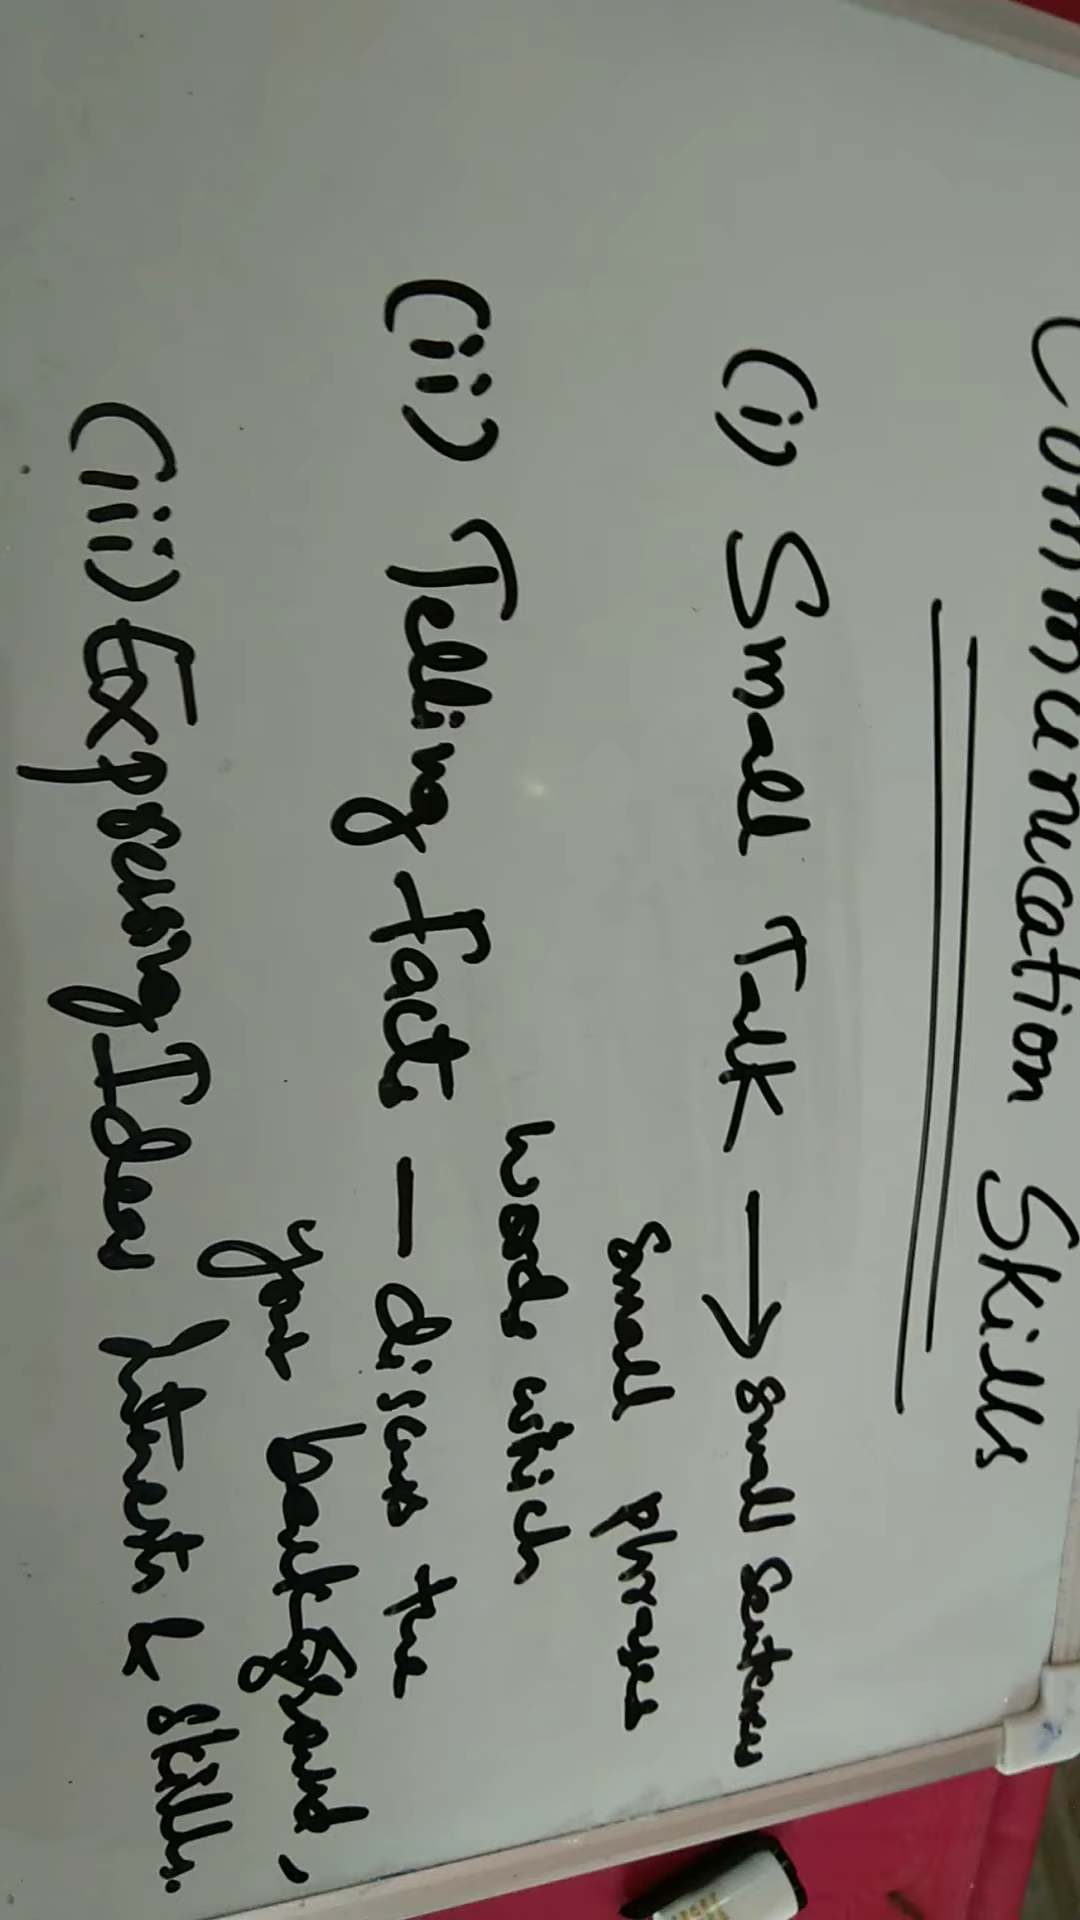 Communication Skills
(i) Small Talk → Small Sentences
Small phrases
words which
(ii) Telling facts — discuss the
your background,
(iii) Expressing Ideas Interests & skills.